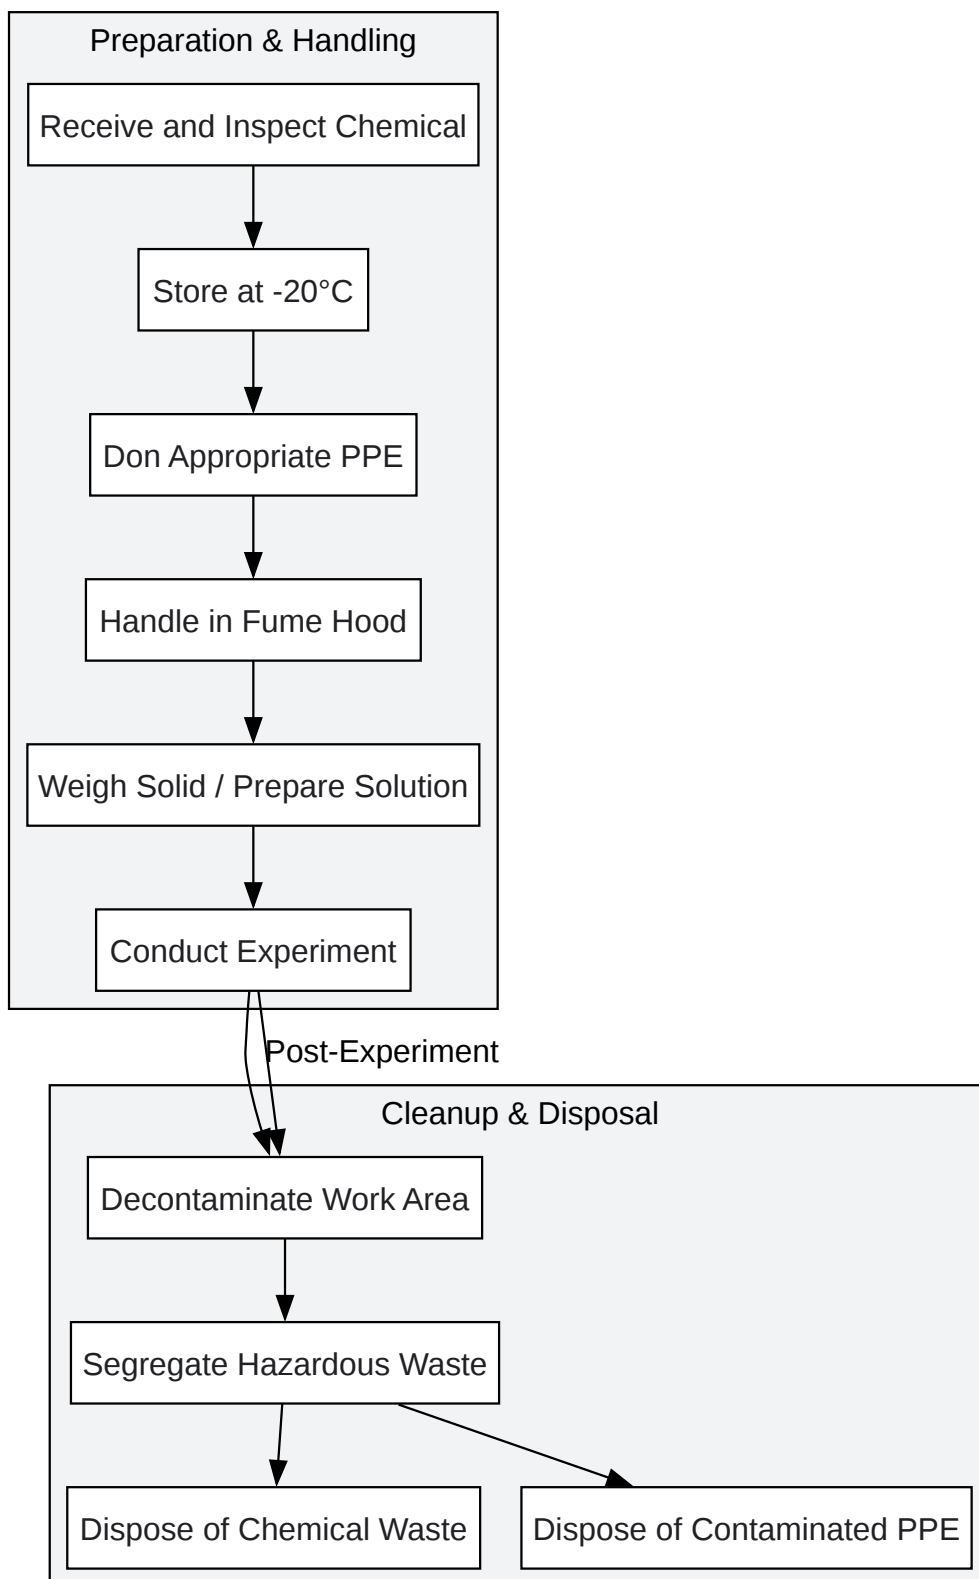 Preparation & Handling
Receive and Inspect Chemical
Store at -20°C
Don Appropriate PPE
Handle in Fume Hood
Weigh Solid / Prepare Solution
Conduct Experiment
Post-Experiment
Cleanup & Disposal
Decontaminate Work Area
Segregate Hazardous Waste
Dispose of Chemical Waste
Dispose of Contaminated PPE